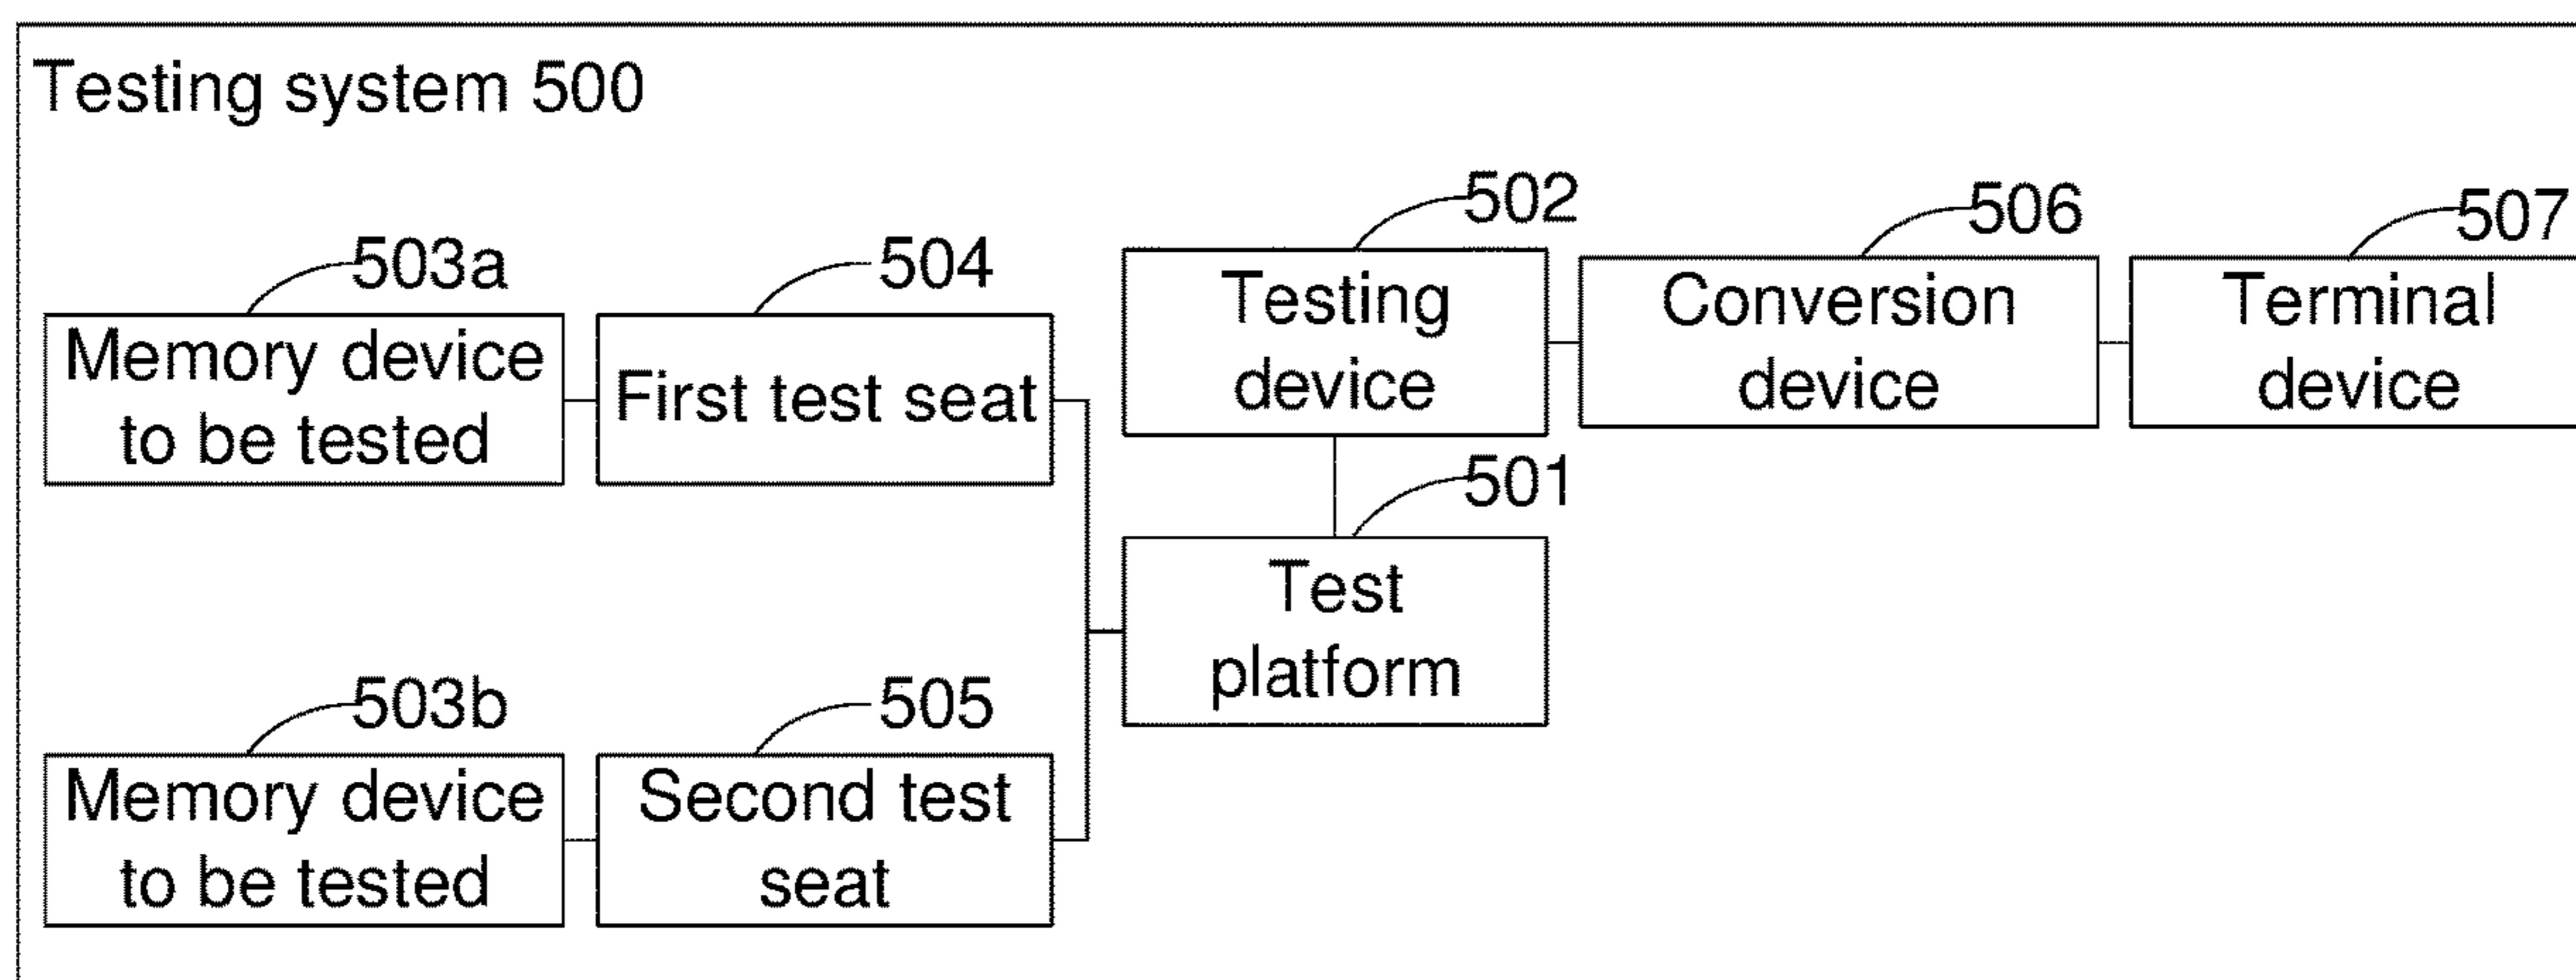 Testing system 500
502
506
507
503a
504
Testing
device
Conversion
device
Terminal
device
Memory device
to be tested
First test seat
501
Test
platform
503b
505
Memory device
to be tested
Second test
seat